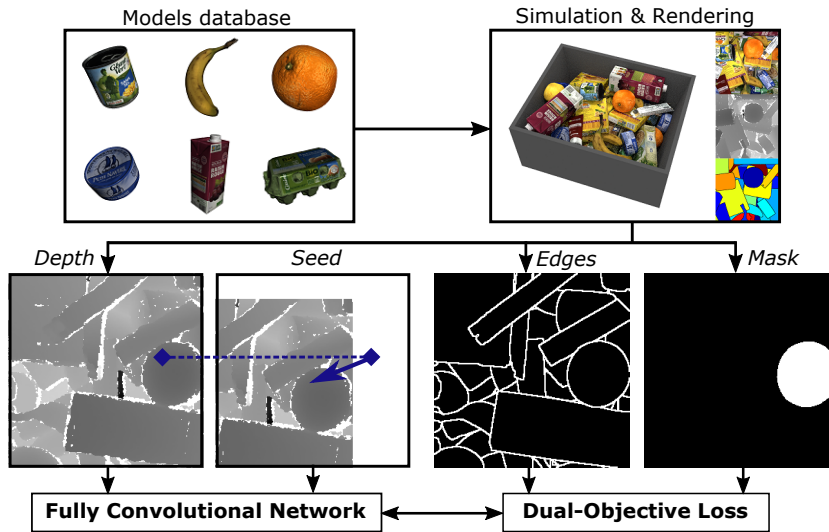 Models database
Simulation & Rendering
Depth
Seed
Edges
Mask
Fully Convolutional Network
Dual-Objective Loss